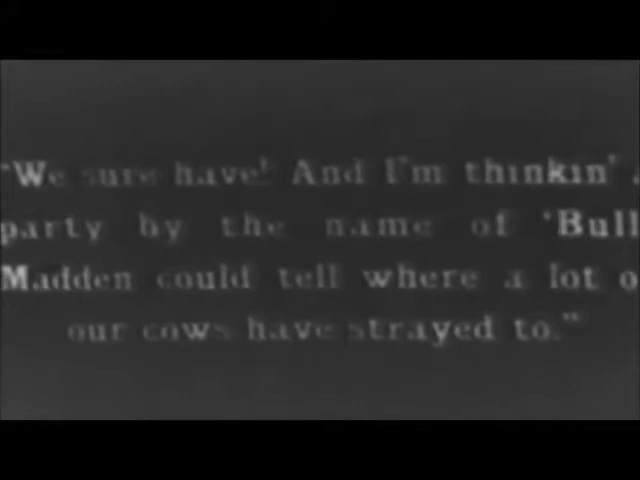 "We sure have! And I'm thinkin'
party by the name of 'Bull
Madden could tell where a lot o
our cows have strayed to."